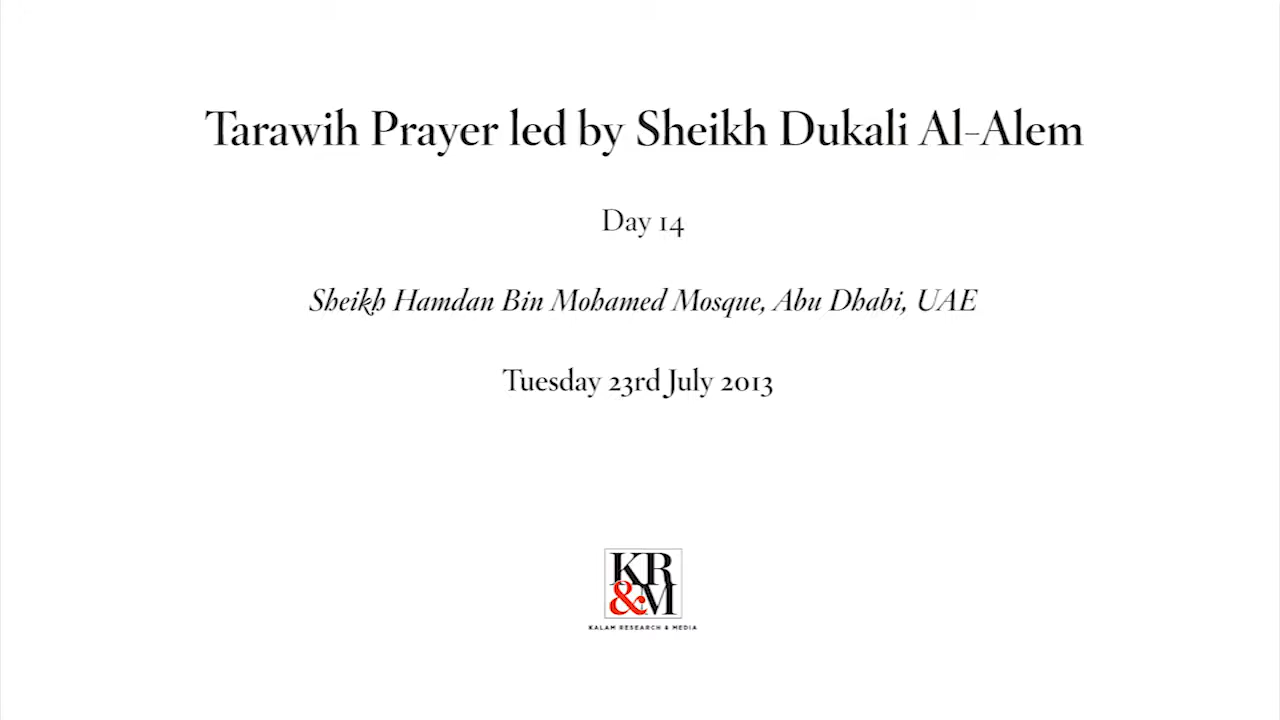 Tarawih Prayer led by Sheikh Dukali Al-Alem
Day 14
Sheikh Hamdan Bin Mohamed Mosque, Abu Dhabi, UAE
Tuesday 23rd July 2013
KR
&M
KALAM RESEARCH & MEDIA